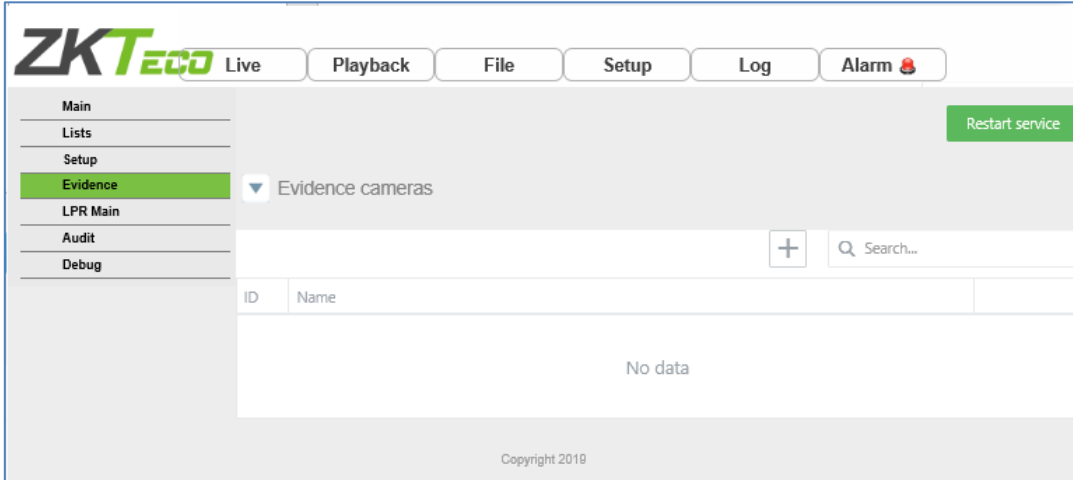 ZKTECO
Live Playback File Setup Log Alarm
Main
Restart service
Lists
Setup
Evidence
Evidence cameras
LPR Main
Audit
Search...
Debug
ID Name
No data
Copyright 2019